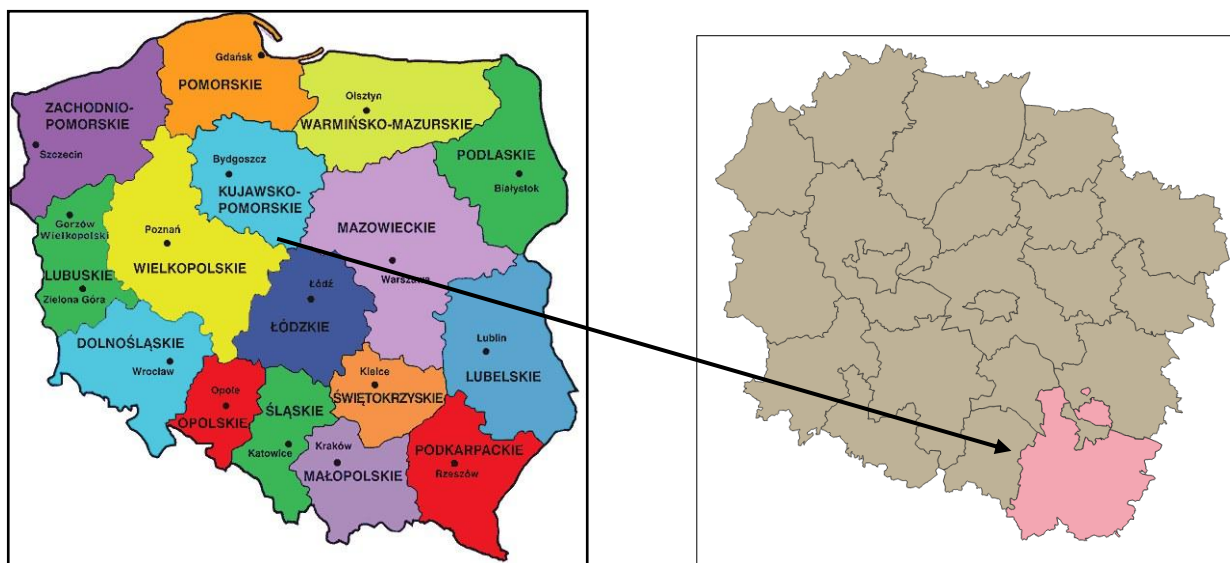 Gdańsk
POMORSKIE
ZACHODNIO-
POMORSKIE
Szczecin
Olsztyn
WARMIŃSKO-MAZURSKIE
PODLASKIE
Białystok
Bydgoszcz
KUJAWSKO-
POMORSKIE
Gorzów
Wielkopolski
LUBUSKIE
Zielona Góra
Poznań
WIELKOPOLSKIE
MAZOWIECKIE
Warszawa
Łódź
ŁÓDZKIE
DOLNOŚLĄSKIE
Wrocław
Lublin
LUBELSKIE
Opole
OPOLSKIE
ŚLĄSKIE
Katowice
Kielce
ŚWIĘTOKRZYSKIE
Kraków
MAŁOPOLSKIE
PODKARPACKIE
Rzeszów